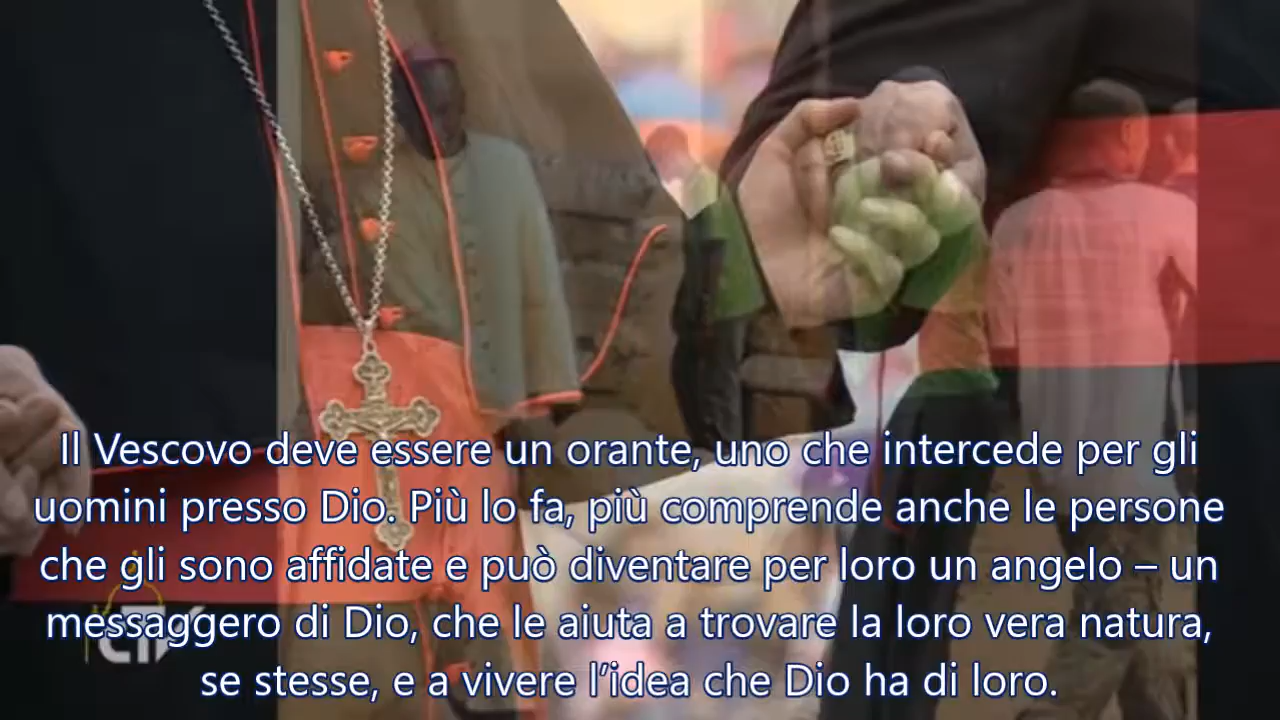 Il Vescovo deve essere un orante, uno che intercede per gli
uomini presso Dio. Più lo fa, più comprende anche le persone
che gli sono affidate e può diventare per loro un angelo – un
messaggero di Dio, che le aiuta a trovare la loro vera natura,
se stesse, e a vivere l’idea che Dio ha di loro.
CTV